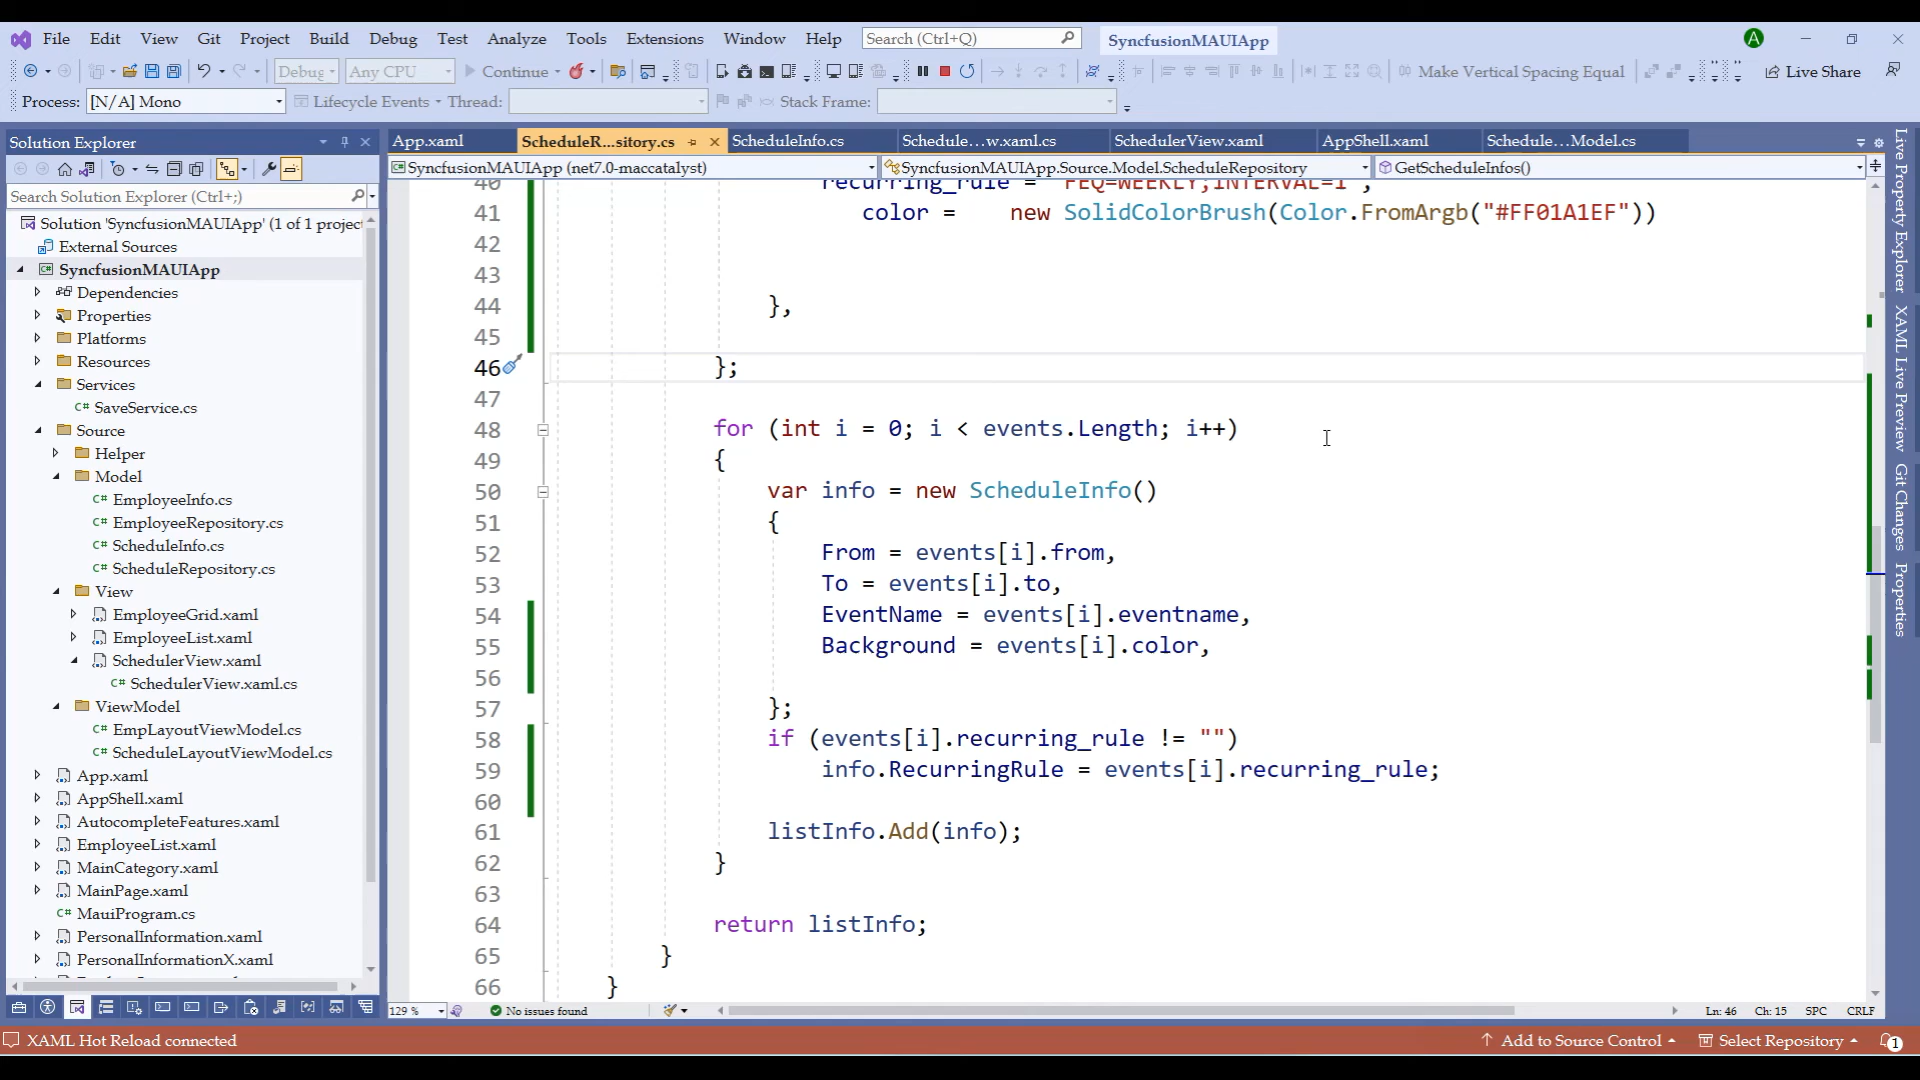 File Edit View Git Project Build Debug Test Analyze Tools Extensions Window Help Search (Ctrl+Q) SyncfusionMAUIApp A
Debug Any CPU Continue Make Vertical Spacing Equal Live Share
Process: [N/A] Mono Lifecycle Events Thread: Stack Frame:
Solution Explorer
Search Solution Explorer (Ctrl+;)
Solution 'SyncfusionMAUIApp' (1 of 1 projec
External Sources
SyncfusionMAUIApp
Dependencies
Properties
Platforms
Resources
Services
C# SaveService.cs
Source
Helper
Model
C# EmployeeInfo.cs
C# EmployeeRepository.cs
C# ScheduleInfo.cs
C# ScheduleRepository.cs
View
EmployeeGrid.xaml
EmployeeList.xaml
SchedulerView.xaml
C# SchedulerView.xaml.cs
ViewModel
C# EmpLayoutViewModel.cs
C# ScheduleLayoutViewModel.cs
App.xaml
AppShell.xaml
AutocompleteFeatures.xaml
EmployeeList.xaml
MainCategory.xaml
MainPage.xaml
C# MauiProgram.cs
PersonalInformation.xaml
PersonalInformationX.xaml
App.xaml ScheduleR...sitory.cs ScheduleInfo.cs Schedule...w.xaml.cs SchedulerView.xaml AppShell.xaml Schedule...Model.cs
SyncfusionMAUIApp (net7.0-maccatalyst) SyncfusionMAUIApp.Source.Model.ScheduleRepository GetScheduleInfos()
40 recurring_rule = "FEQ=WEEKLY;INTERVAL=1",
41 color = new SolidColorBrush(Color.FromArgb("#FF01A1EF"))
42
43
44 },
45
46 };
47
48 for (int i = 0; i < events.Length; i++)
49 {
50 var info = new ScheduleInfo()
51 {
52 From = events[i].from,
53 To = events[i].to,
54 EventName = events[i].eventname,
55 Background = events[i].color,
56
57 };
58 if (events[i].recurring_rule != "")
59 info.RecurringRule = events[i].recurring_rule;
60
61 listInfo.Add(info);
62 }
63
64 return listInfo;
65 }
66 }
129 % No issues found Ln: 46 Ch: 15 SPC CRLF
Live Property Explorer
XAML Live Preview
Git Changes
Properties
XAML Hot Reload connected Add to Source Control Select Repository 1